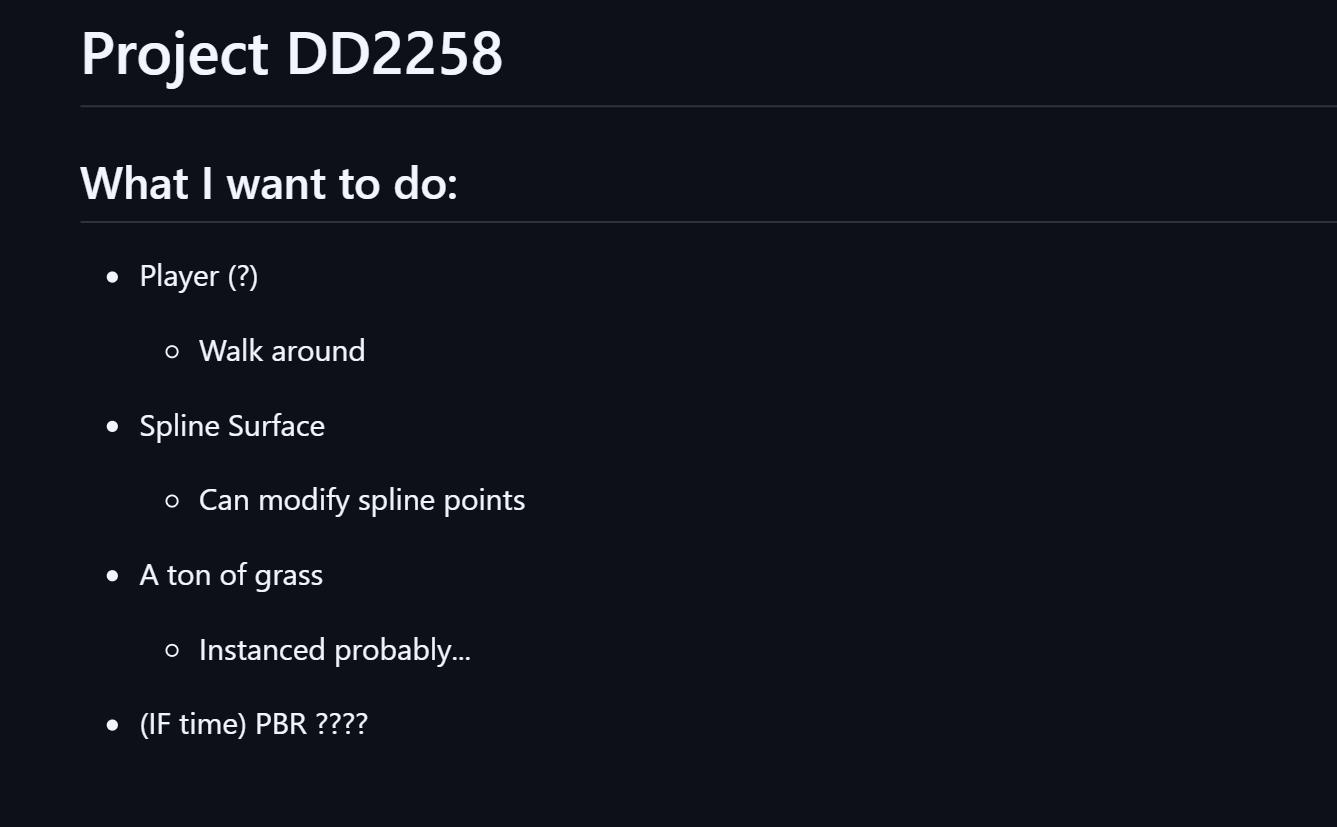 Project DD2258
What I want to do:
Player (?)
Walk around
Spline Surface
Can modify spline points
A ton of grass
Instanced probably...
(IF time) PBR ????